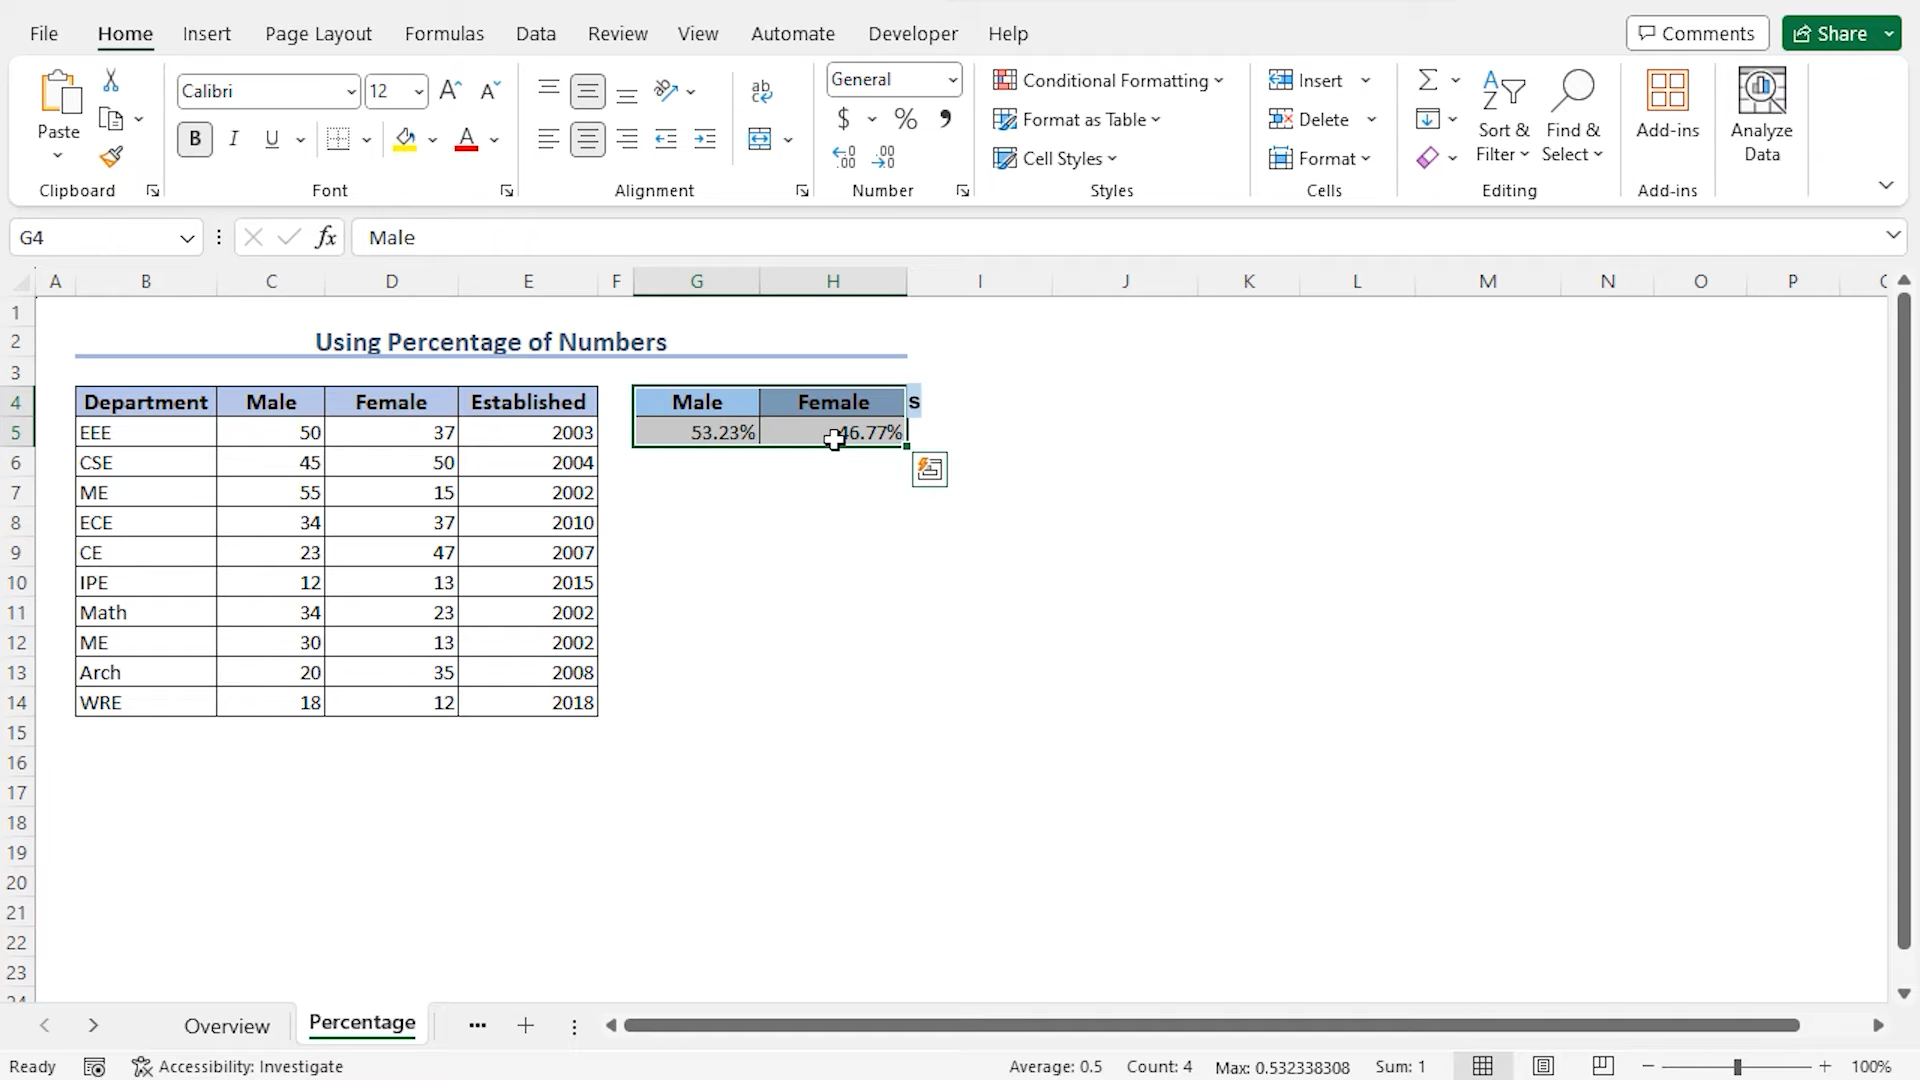 File Home Insert Page Layout Formulas Data Review View Automate Developer Help Comments Share
Calibri 12 General Conditional Formatting Insert
Paste $ % Format as Table Delete Sort & Filter Find & Select Add-ins Analyze Data
B I U A Cell Styles Format
Clipboard Font Alignment Number Styles Cells Editing Add-ins
G4 fx Male
A B C D E F G H I J K L M N O P
1
2 Using Percentage of Numbers
3
4 Department Male Female Established Male Female s
5 EEE 50 37 2003 53.23% 46.77%
6 CSE 45 50 2004
7 ME 55 15 2002
8 ECE 34 37 2010
9 CE 23 47 2007
10 IPE 12 13 2015
11 Math 34 23 2002
12 ME 30 13 2002
13 Arch 20 35 2008
14 WRE 18 12 2018
15
16
17
18
19
20
21
22
23
24
Overview Percentage ... +
Ready Accessibility: Investigate Average: 0.5 Count: 4 Max: 0.532338308 Sum: 1 100%